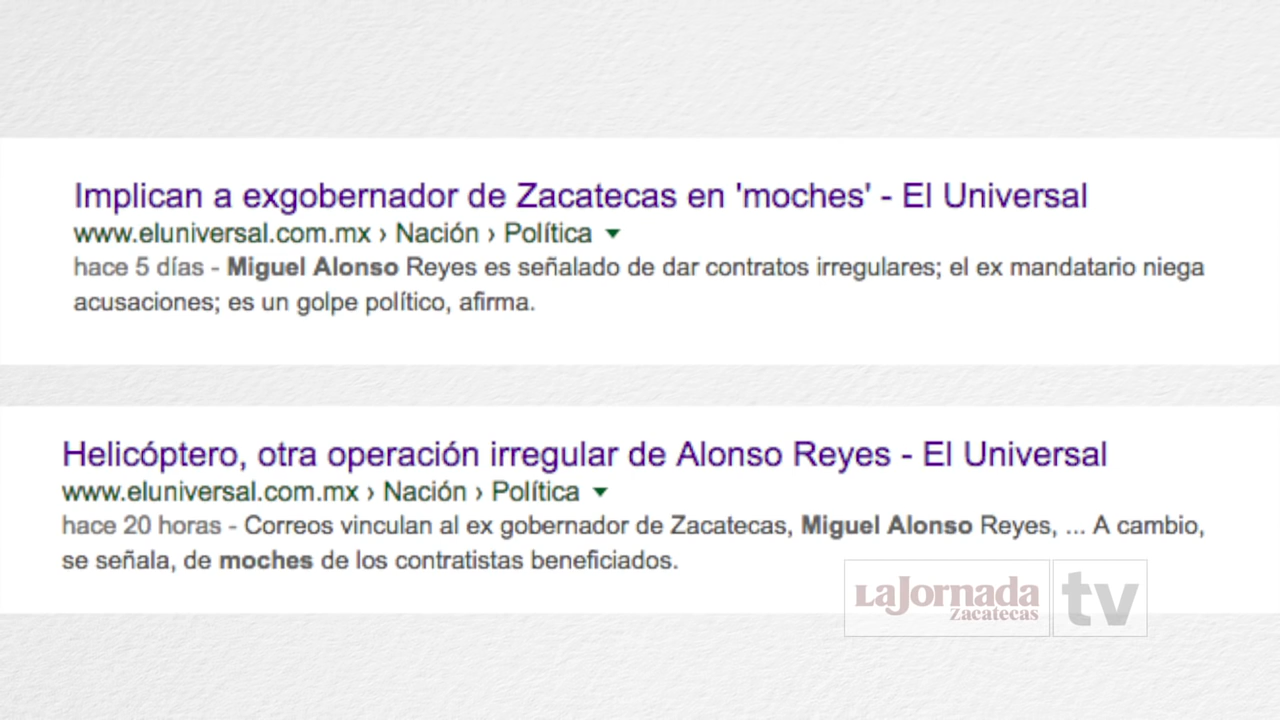 Implican a exgobernador de Zacatecas en 'moches' - El Universal
www.eluniversal.com.mx › Nación › Política
hace 5 días - Miguel Alonso Reyes es señalado de dar contratos irregulares; el ex mandatario niega
acusaciones; es un golpe político, afirma.
Helicóptero, otra operación irregular de Alonso Reyes - El Universal
www.eluniversal.com.mx › Nación › Política
hace 20 horas - Correos vinculan al ex gobernador de Zacatecas, Miguel Alonso Reyes, ... A cambio,
se señala, de moches de los contratistas beneficiados.
LaJornada
zacatecas
tv